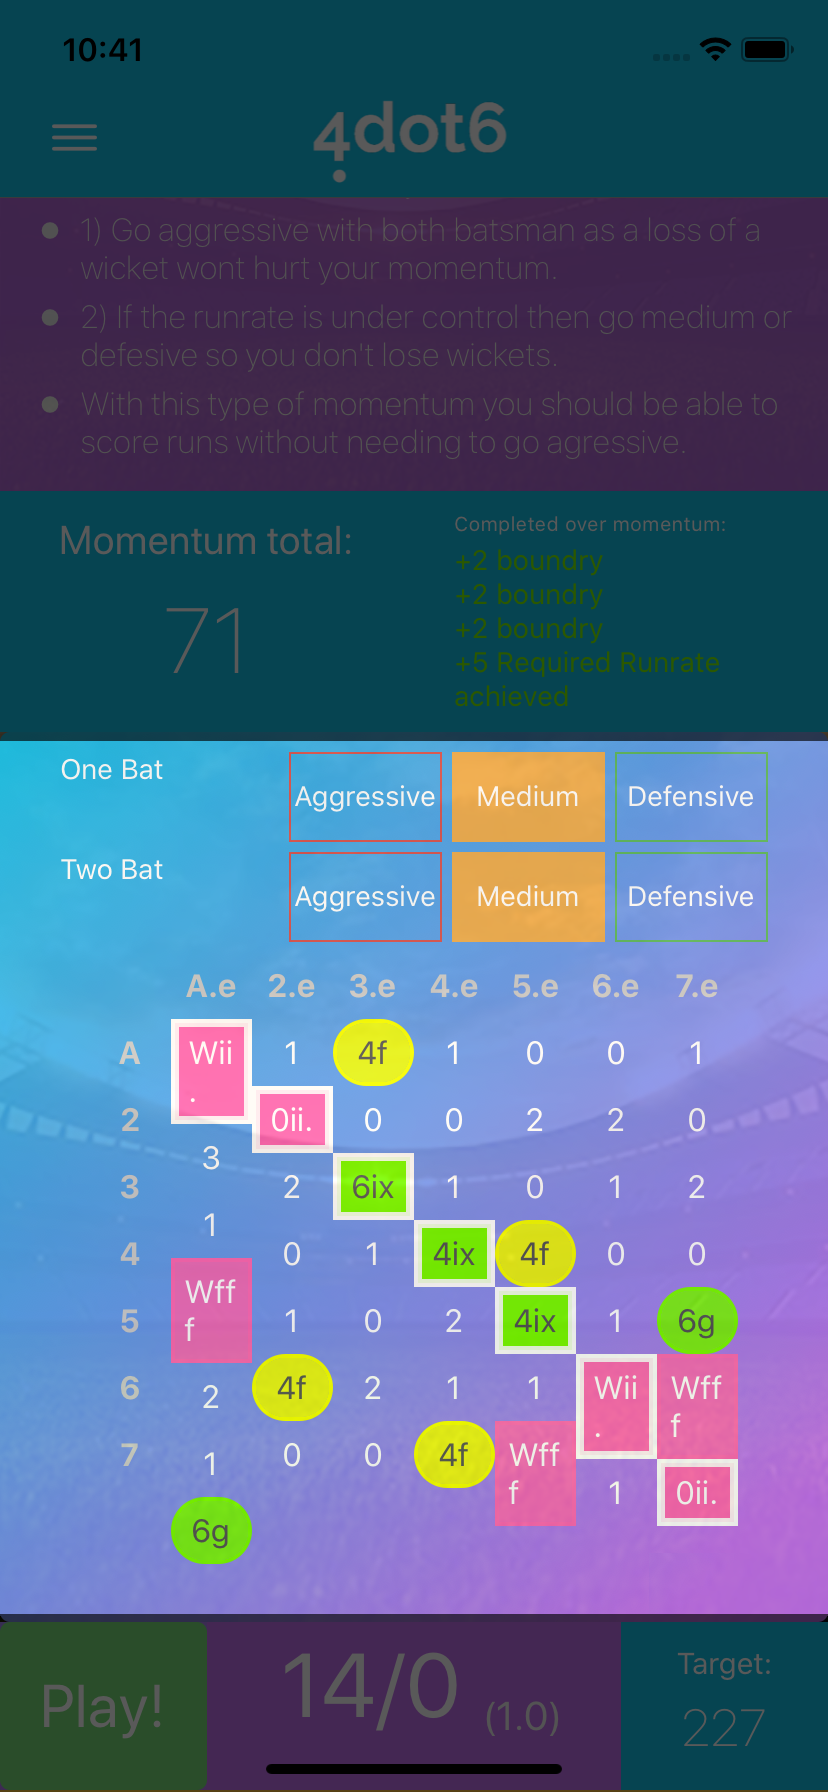 10:41
4dot6
1) Go aggressive with both batsman as a loss of a
wicket wont hurt your momentum.
2) If the runrate is under control then go medium or
defesive so you don't lose wickets.
With this type of momentum you should be able to
score runs without needing to go agressive.
Momentum total:
71
Completed over momentum:
+2 boundry
+2 boundry
+2 boundry
+5 Required Runrate
achieved
One Bat Aggressive Medium Defensive
Two Bat Aggressive Medium Defensive
A.e 2.e 3.e 4.e 5.e 6.e 7.e
A Wii 1 4f 1 0 0 1
.
2 0ii. 0 0 2 2 0
3
3 2 6ix 1 0 1 2
1
4 0 1 4ix 4f 0 0
Wff
f
5 1 0 2 4ix 1 6g
6 2 4f 2 1 1 Wii Wff
. f
7 1 0 0 4f Wff
f 1 0ii.
6g
Play!
14/0 (1.0)
Target:
227